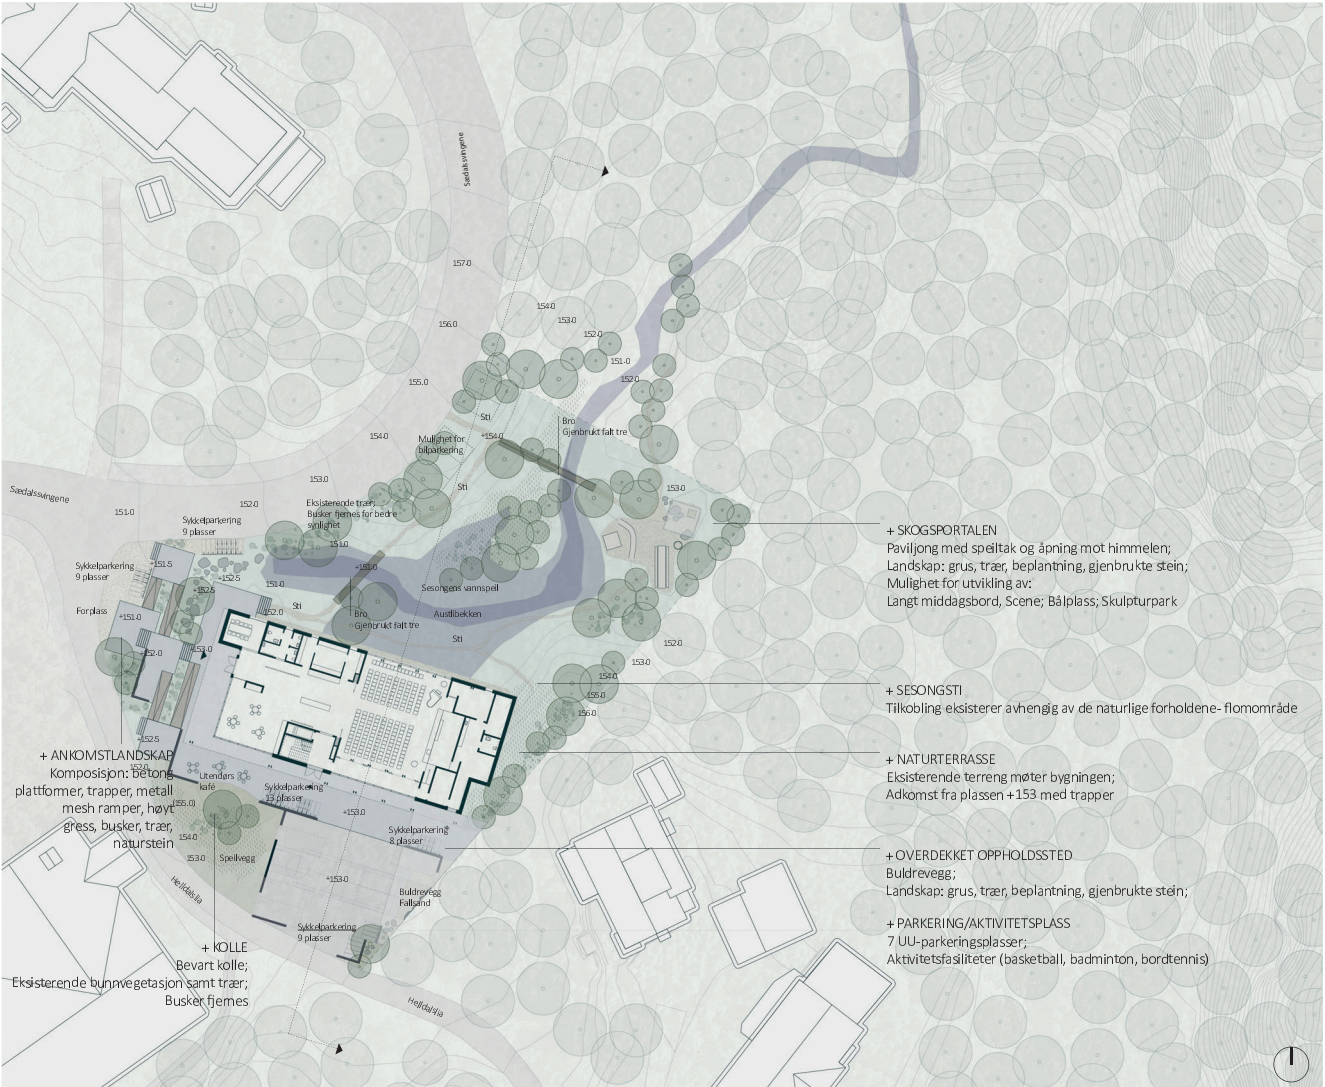 Sædalssvingene
157.0
156.0
154.0
153.0
152.0
151.0
152.0
155.0
154.0
153.0
152.0
151.0
Sædalssvingene
Sti
+154.0
Bro
Gjenbrukt falt tre
Mulighet for
bilparkering
Sti
153.0
Eksisterende trær;
Busker fjernes for bedre
synlighet
151.0
Sykkelparkering
9 plasser
Sykkelparkering
9 plasser
+151.5
+152.5
+152.5
151.0
+151.0
Sesongens vannspeil
Austlibekken
Forplass
+151.0
152.0
Sti
Bro
Gjenbrukt falt tre
Sti
+152.0
+153.0
152.0
153.0
154.0
155.0
156.0
+152.5
152.0
Utendørs
kafé
Sykkelparkering
13 plasser
+153.0
Sykkelparkering
8 plasser
(155.0)
154.0
153.0
Speilvegg
+153.0
Buldrevegg
Fallsand
Sykkelparkering
9 plasser
Helldalslia
Helldalslia
+ ANKOMSTLANDSKAP
Komposisjon: betong
plattformer, trapper, metall
mesh ramper, høyt
gress, busker, trær,
naturstein
+ KOLLE
Bevart kolle;
Eksisterende bunnvegetasjon samt trær;
Busker fjernes
+ SKOGSPORTALEN
Paviljong med speiltak og åpning mot himmelen;
Landskap: grus, trær, beplantning, gjenbrukte stein;
Mulighet for utvikling av:
Langt middagsbord, Scene; Bålplass; Skulpturpark
+ SESONGSTI
Tilkobling eksisterer avhengig av de naturlige forholdene- flomområde
+ NATURTERRASSE
Eksisterende terreng møter bygningen;
Adkomst fra plassen +153 med trapper
+ OVERDEKKET OPPHOLDSSTED
Buldrevegg;
Landskap: grus, trær, beplantning, gjenbrukte stein;
+ PARKERING/AKTIVITETSPLASS
7 UU-parkeringsplasser;
Aktivitetsfasiliteter (basketball, badminton, bordtennis)